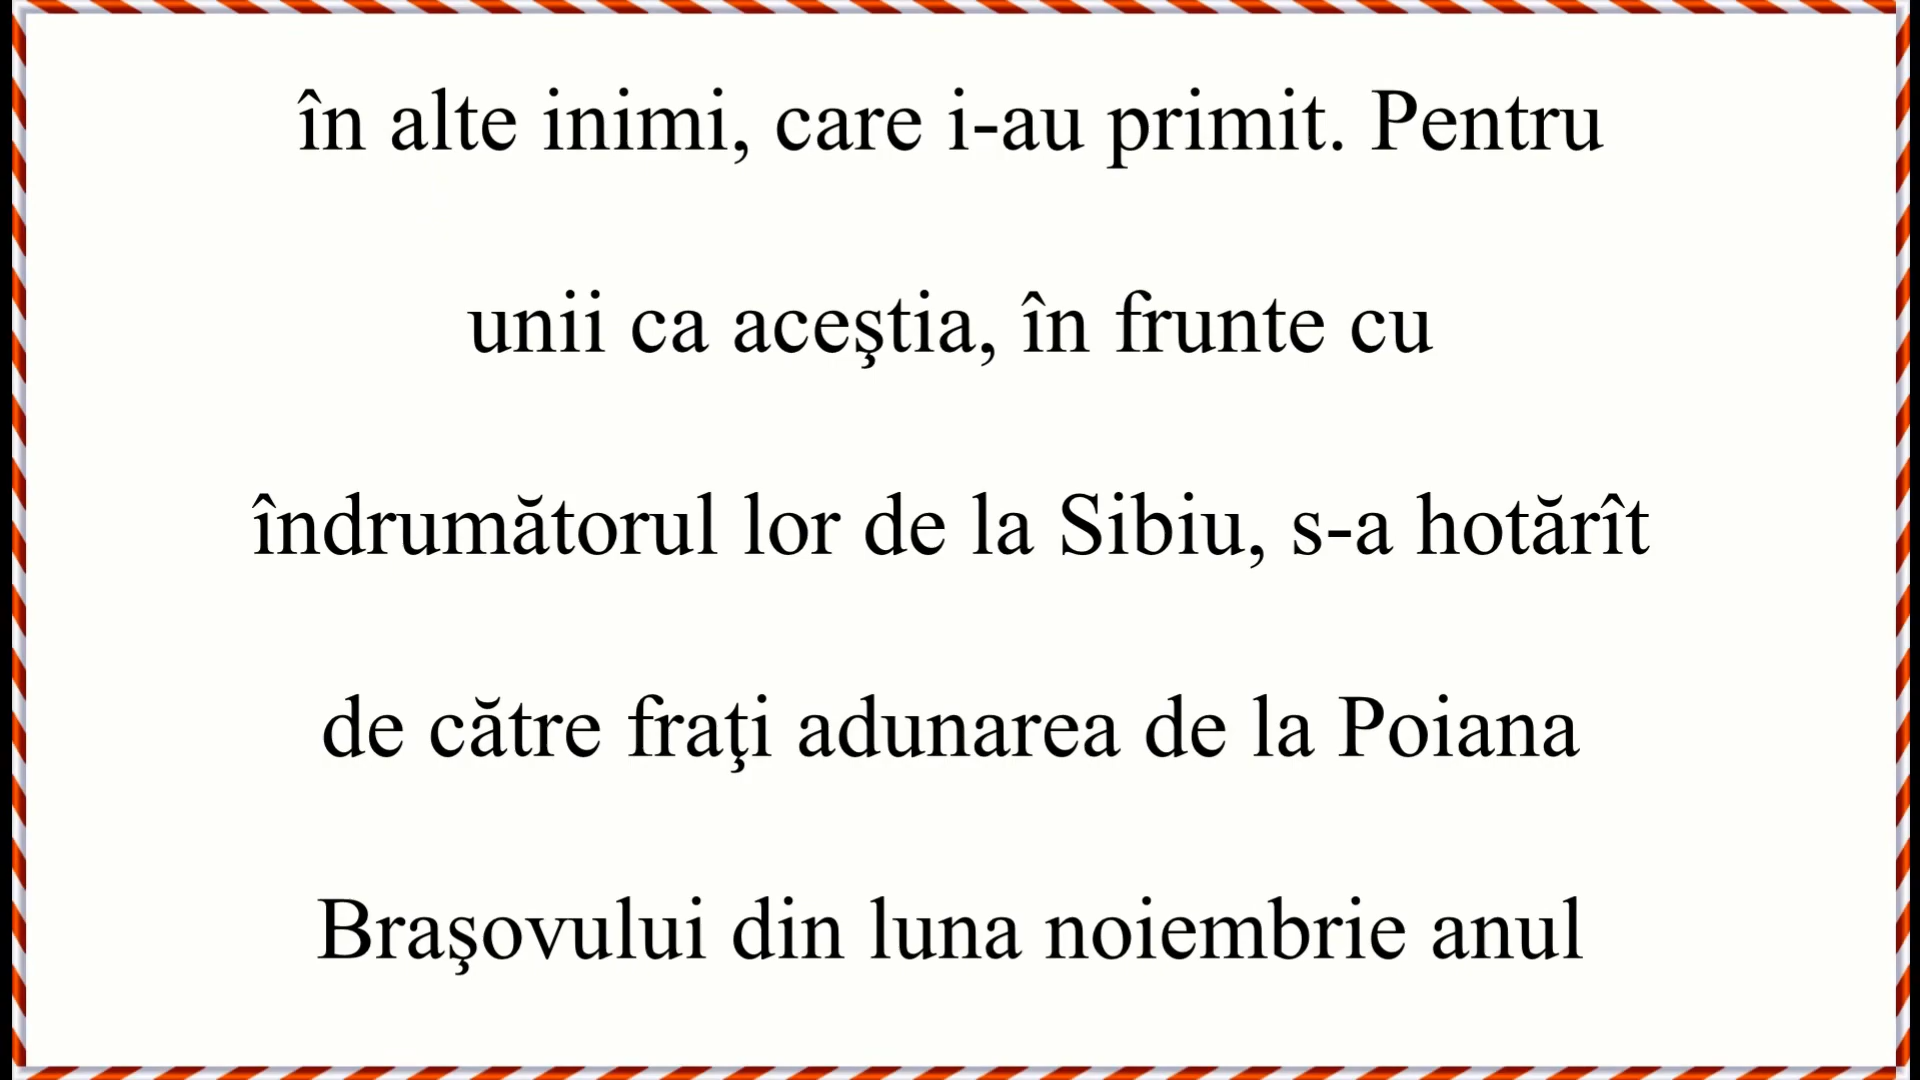 în alte inimi, care i-au primit. Pentru
unii ca aceştia, în frunte cu
îndrumătorul lor de la Sibiu, s-a hotărît
de către fraţi adunarea de la Poiana
Braşovului din luna noiembrie anul